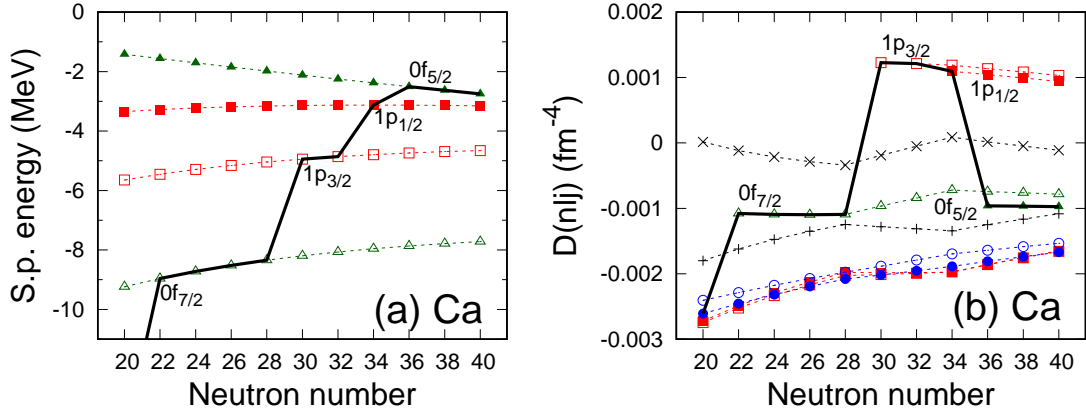 S.p. energy (MeV)
-2
-4
-6
-8
-10
0f5/2
1p1/2
1p3/2
0f7/2
(a) Ca
20 22 24 26 28 30 32 34 36 38 40
Neutron number
D(nlj) (fm-4)
0.001
0
-0.001
-0.002
-0.003
1p3/2
1p1/2
0f7/2
0f5/2
(b) Ca
20 22 24 26 28 30 32 34 36 38 40
Neutron number